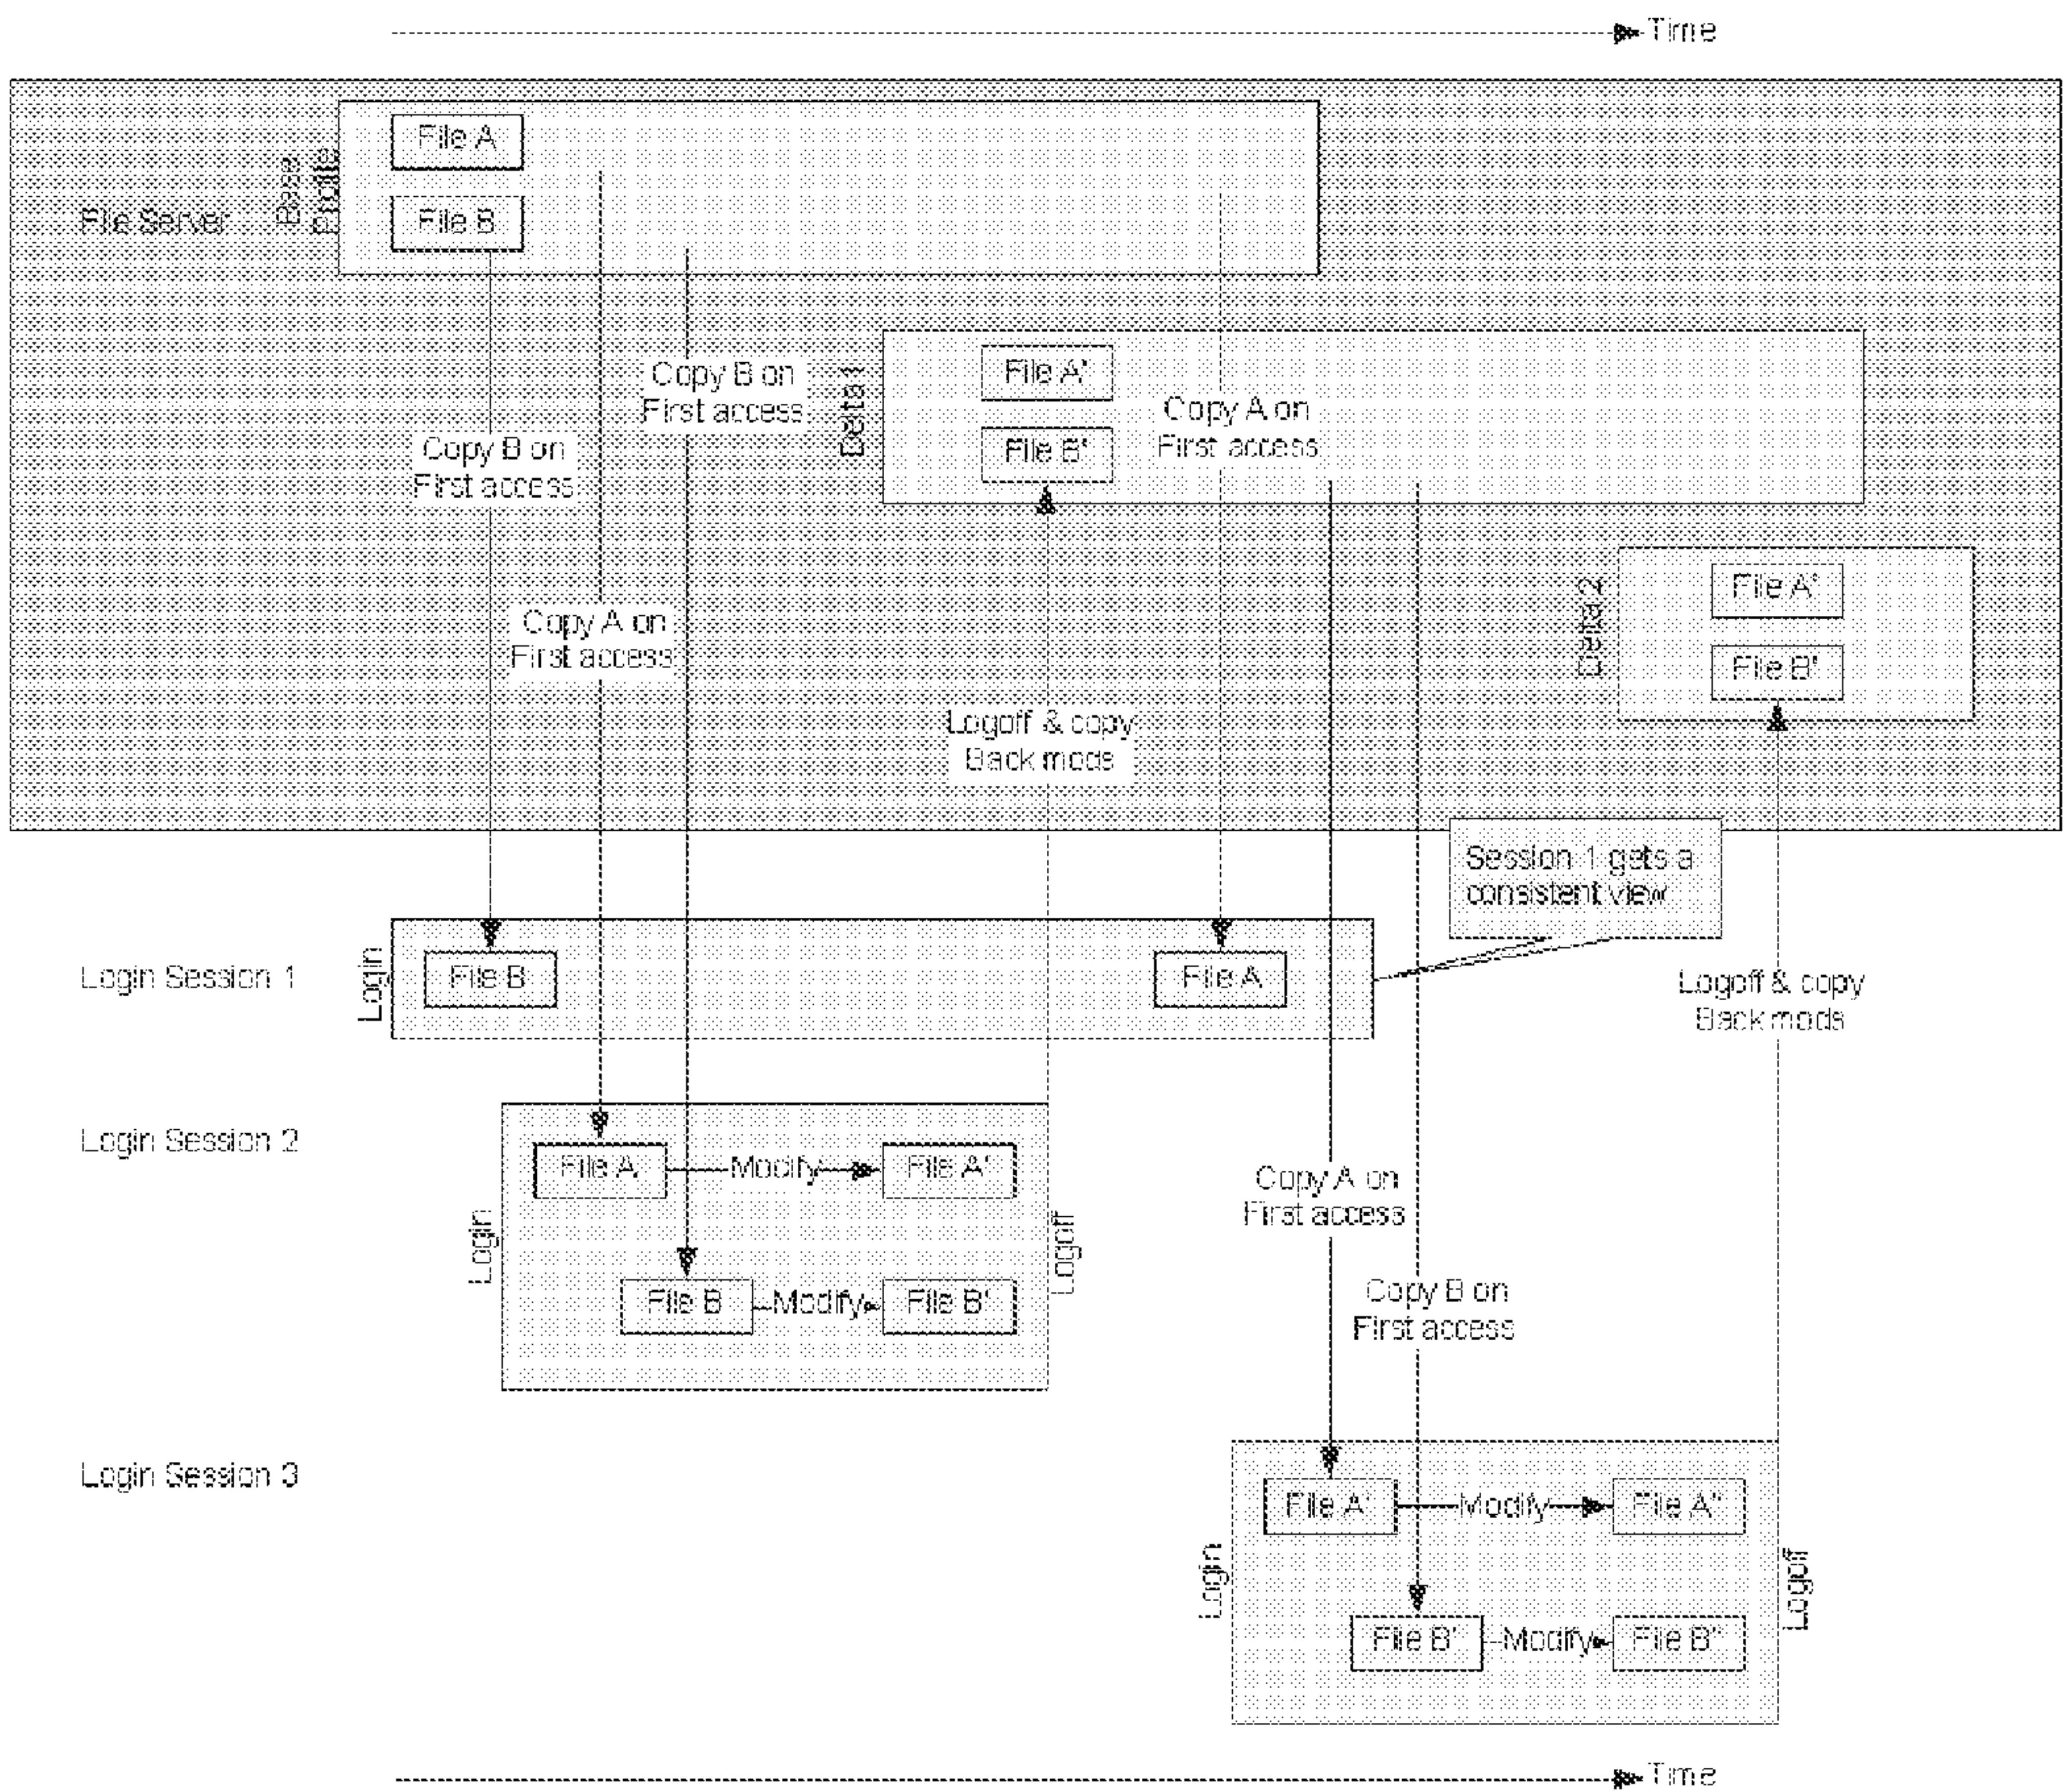 Time
File A
Base
Profile
File Server
File B
Copy B on
First access
Delta 1
File A'
File B'
Copy A on
First access
Copy B on
First access
Copy A on
First access
Delta 2
File A'
File B'
Logoff & copy
Back mods
Session 1 gets a
consistent view
Login Session 1
Login
File B
File A
Logoff & copy
Back mods
Login Session 2
Login
File A
Modify
File A'
File B
Modify
File B'
Logoff
Copy A on
First access
Copy B on
First access
Login Session 3
Login
File A'
Modify
File A"
File B'
Modify
File B"
Logoff
Time